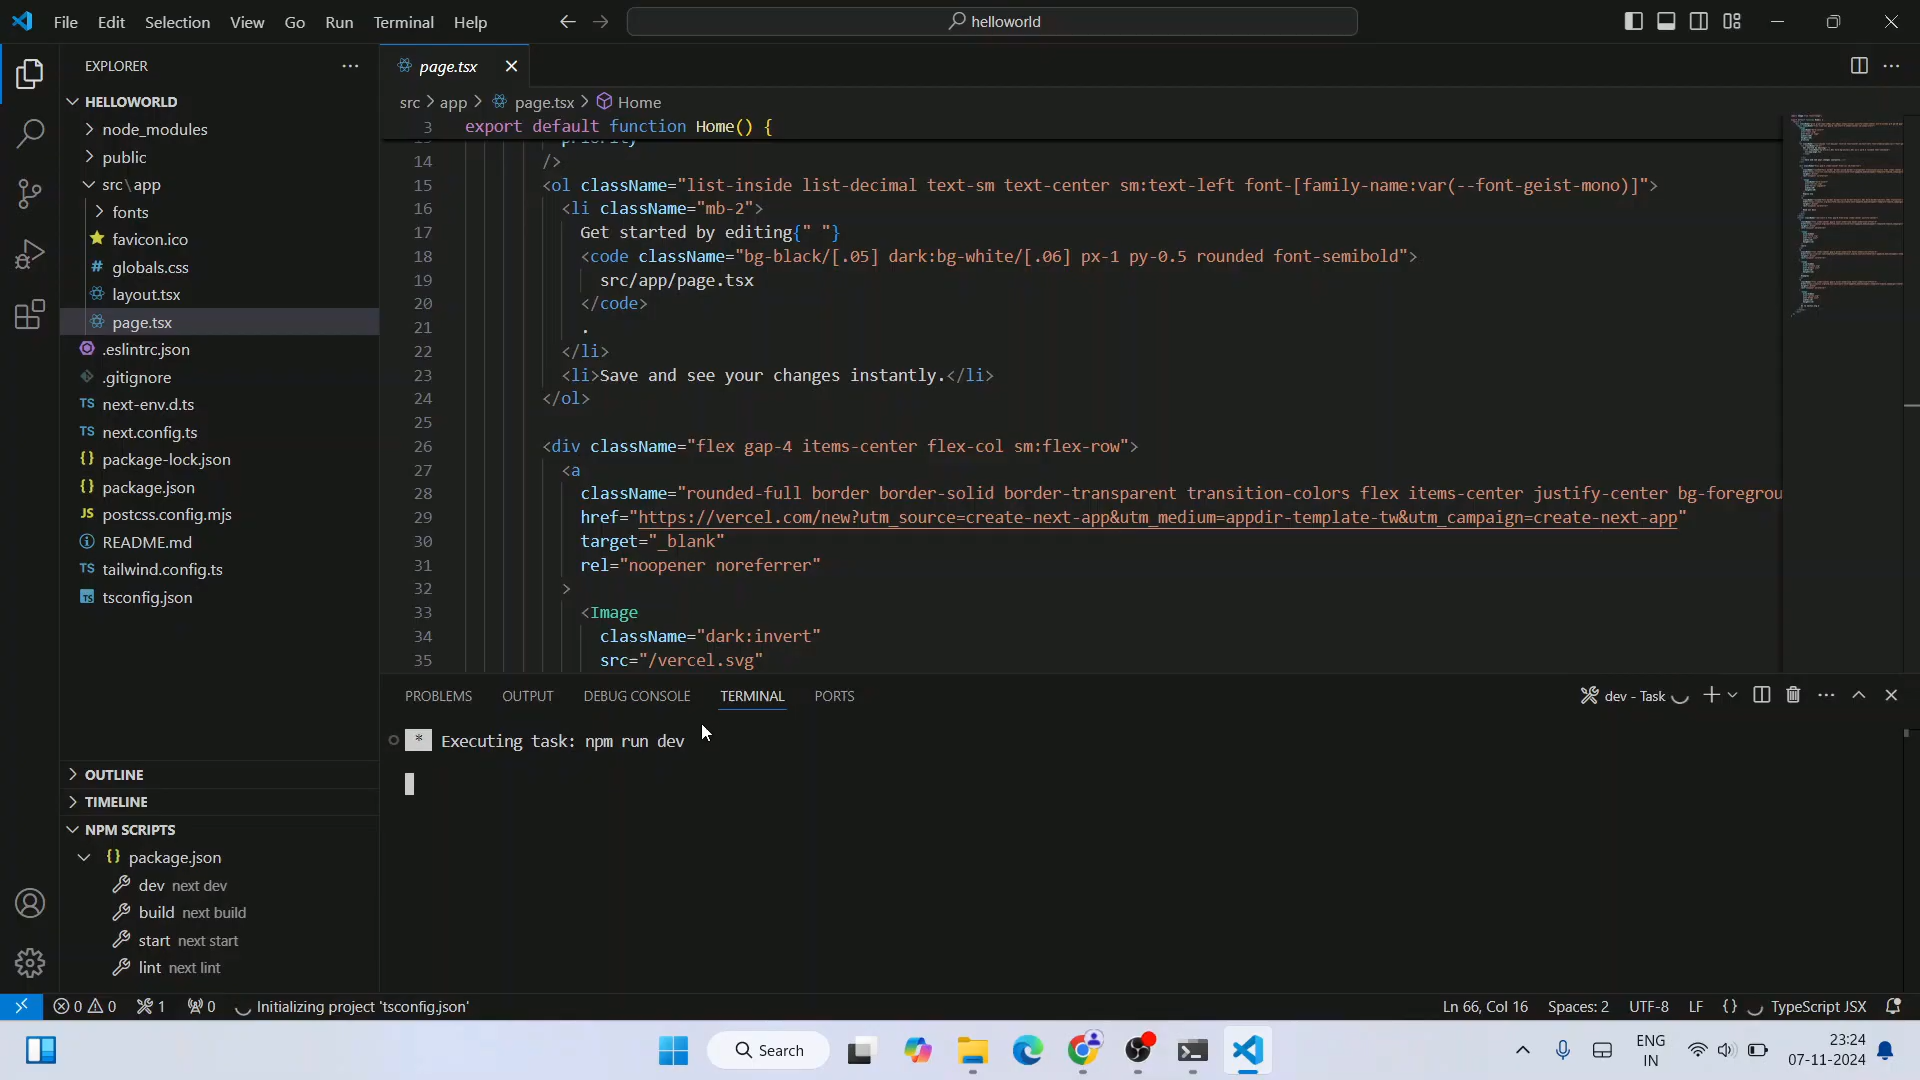 File Edit Selection View Go Run Terminal Help
helloworld
EXPLORER
HELLOWORLD
node_modules
public
src\app
fonts
favicon.ico
# globals.css
layout.tsx
page.tsx
.eslintrc.json
.gitignore
TS next-env.d.ts
TS next.config.ts
{} package-lock.json
{} package.json
JS postcss.config.mjs
README.md
TS tailwind.config.ts
TS tsconfig.json
OUTLINE
TIMELINE
NPM SCRIPTS
{} package.json
dev next dev
build next build
start next start
lint next lint
page.tsx
src > app > page.tsx > Home
3 export default function Home() {
priority
14 />
15 <ol className="list-inside list-decimal text-sm text-center sm:text-left font-[family-name:var(--font-geist-mono)]">
16 <li className="mb-2">
17 Get started by editing{" "}
18 <code className="bg-black/[.05] dark:bg-white/[.06] px-1 py-0.5 rounded font-semibold">
19 src/app/page.tsx
20 </code>
21 .
22 </li>
23 <li>Save and see your changes instantly.</li>
24 </ol>
25
26 <div className="flex gap-4 items-center flex-col sm:flex-row">
27 <a
28 className="rounded-full border border-solid border-transparent transition-colors flex items-center justify-center bg-foregrou
29 href="https://vercel.com/new?utm_source=create-next-app&utm_medium=appdir-template-tw&utm_campaign=create-next-app"
30 target="_blank"
31 rel="noopener noreferrer"
32 >
33 <Image
34 className="dark:invert"
35 src="/vercel.svg"
PROBLEMS OUTPUT DEBUG CONSOLE TERMINAL PORTS
dev - Task
* Executing task: npm run dev
0 0 1 0 Initializing project 'tsconfig.json'
Ln 66, Col 16 Spaces: 2 UTF-8 LF {} TypeScript JSX
Search
ENG
IN
23:24
07-11-2024